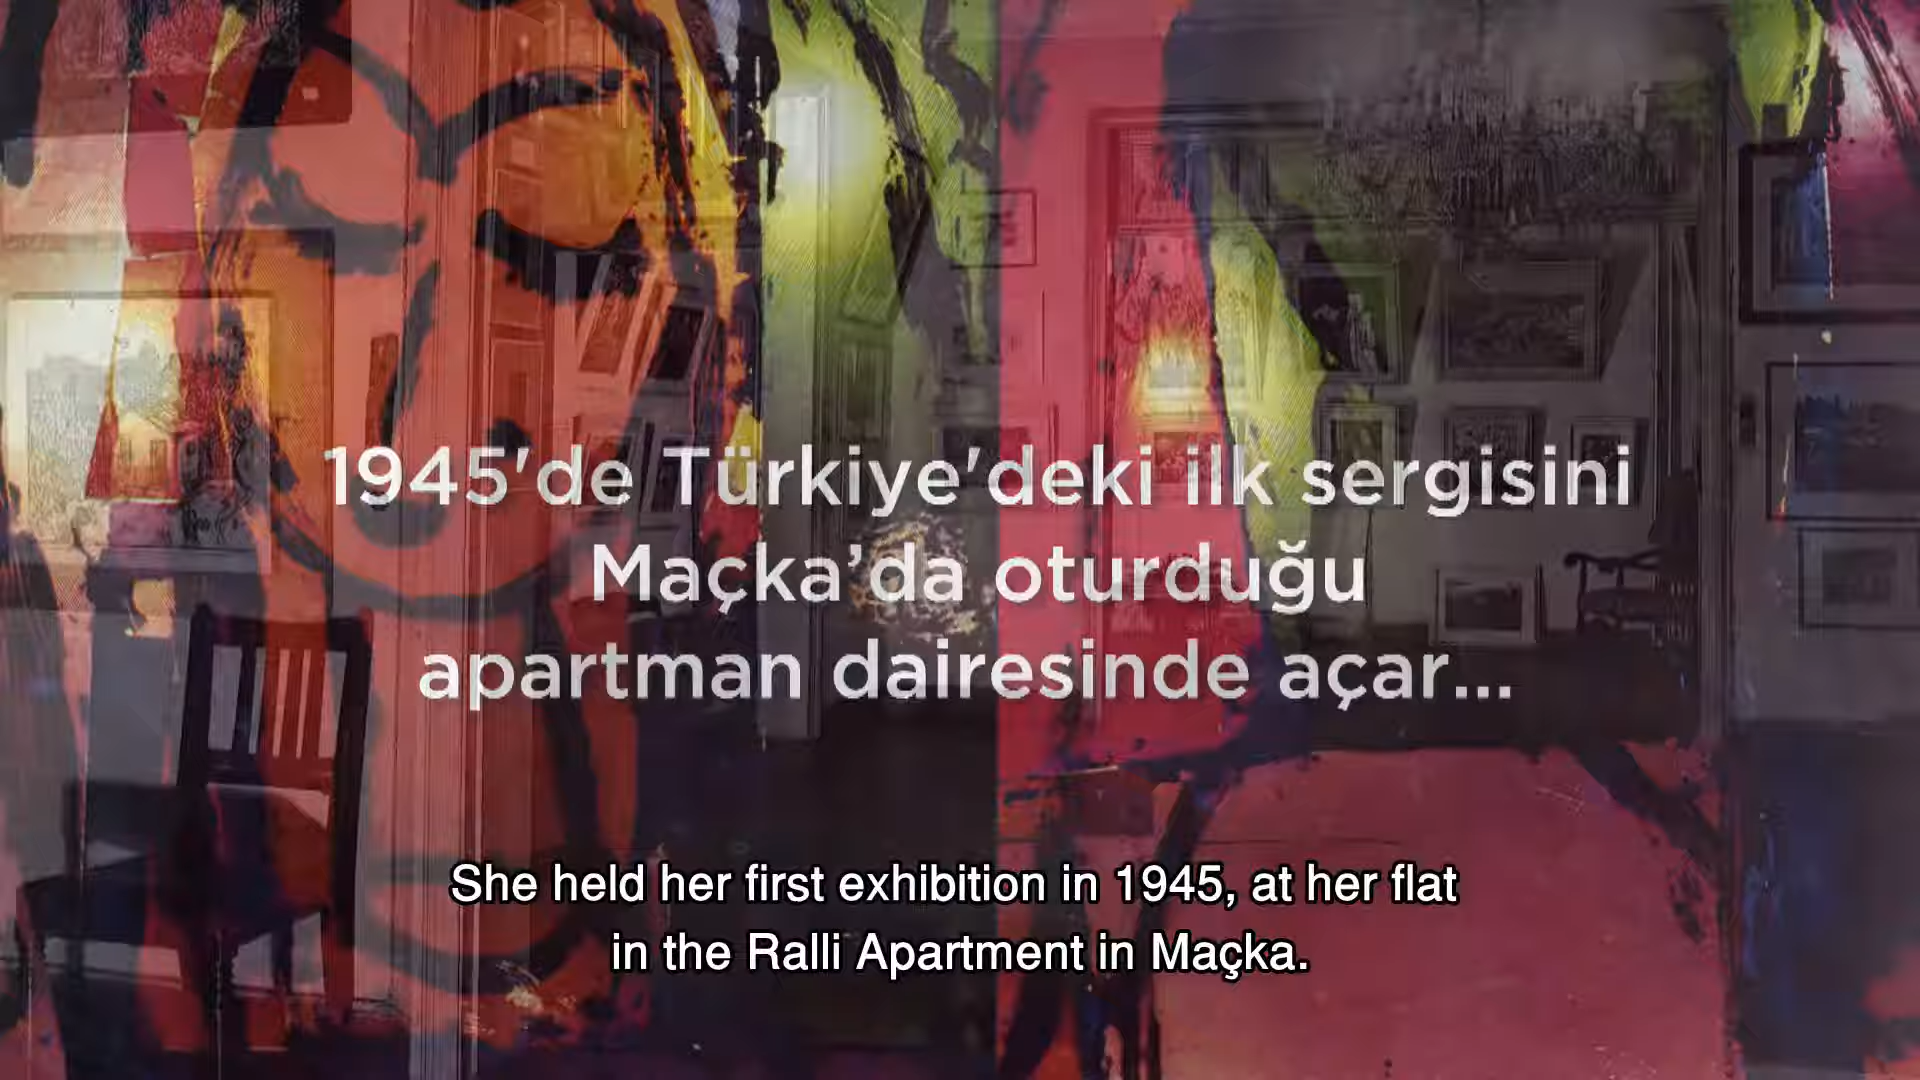 1945'de Türkiye'deki ilk sergisini
Maçka’da oturduğu
apartman dairesinde açar...
She held her first exhibition in 1945, at her flat
in the Ralli Apartment in Maçka.